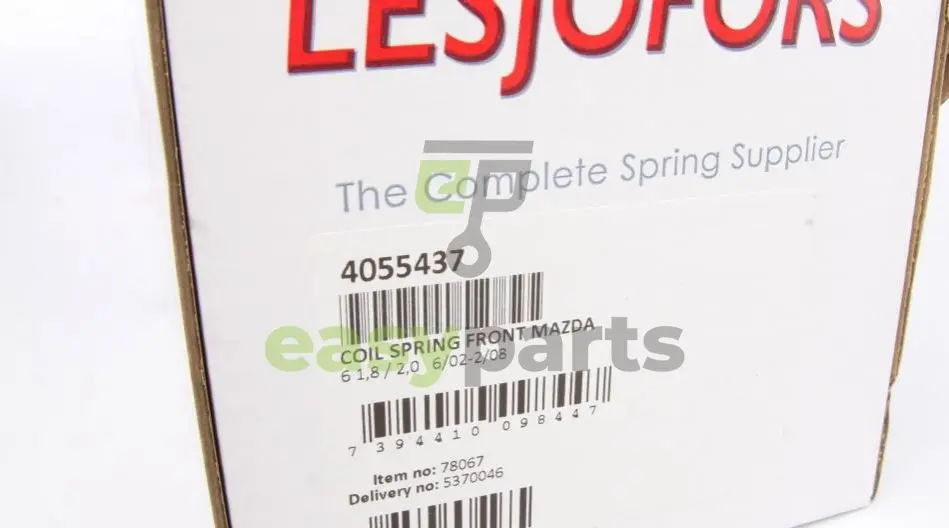 LESJÖFORS
The Complete Spring Supplier
4055437
COIL SPRING FRONT MAZDA
6 1,8 / 2,0 6/02-2/08
easyparts
7 394410 098447
Item no: 78067
Delivery no: 5370046